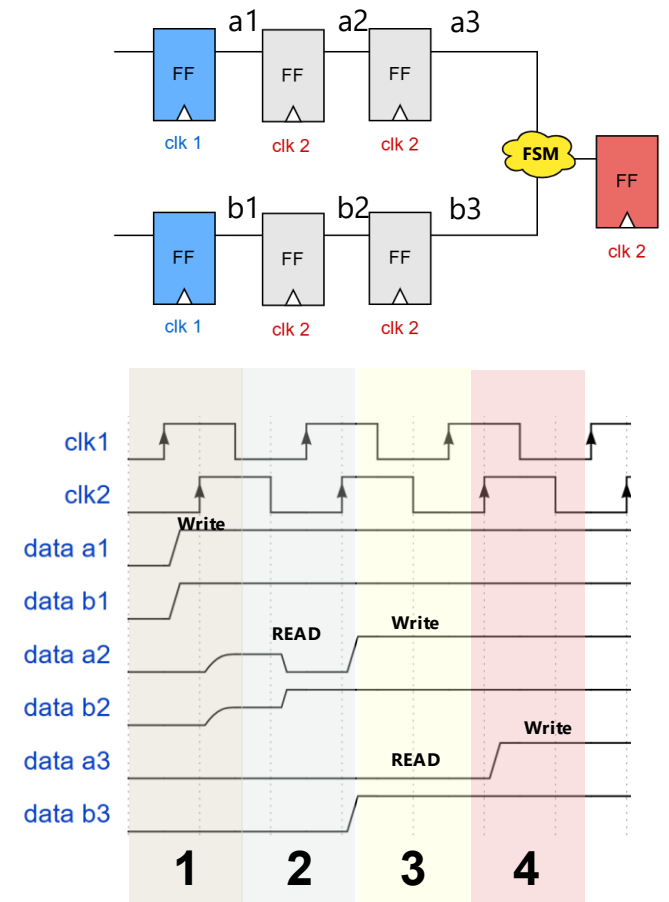 a1 a2 a3
FF FF FF
clk 1 clk 2 clk 2
FSM
FF
clk 2
b1 b2 b3
FF FF FF
clk 1 clk 2 clk 2
clk1
clk2
Write
data a1
data b1
READ Write
data a2
data b2
Write
data a3 READ
data b3
1 2 3 4